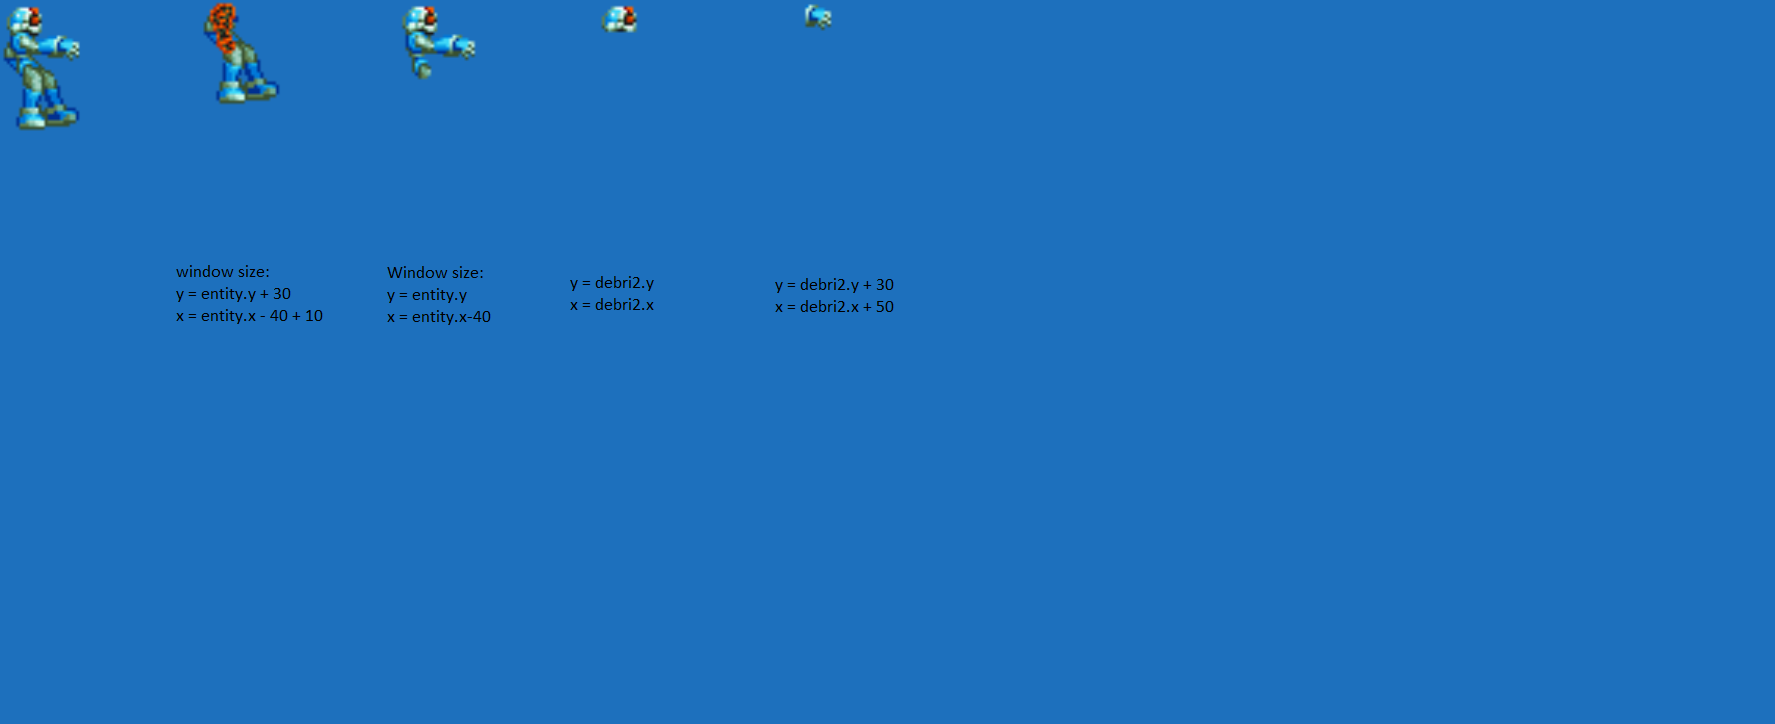 window size:
y = entity.y + 30
x = entity.x - 40 + 10
Window size:
y = entity.y
x = entity.x-40
y = debri2.y
x = debri2.x
y = debri2.y + 30
x = debri2.x + 50